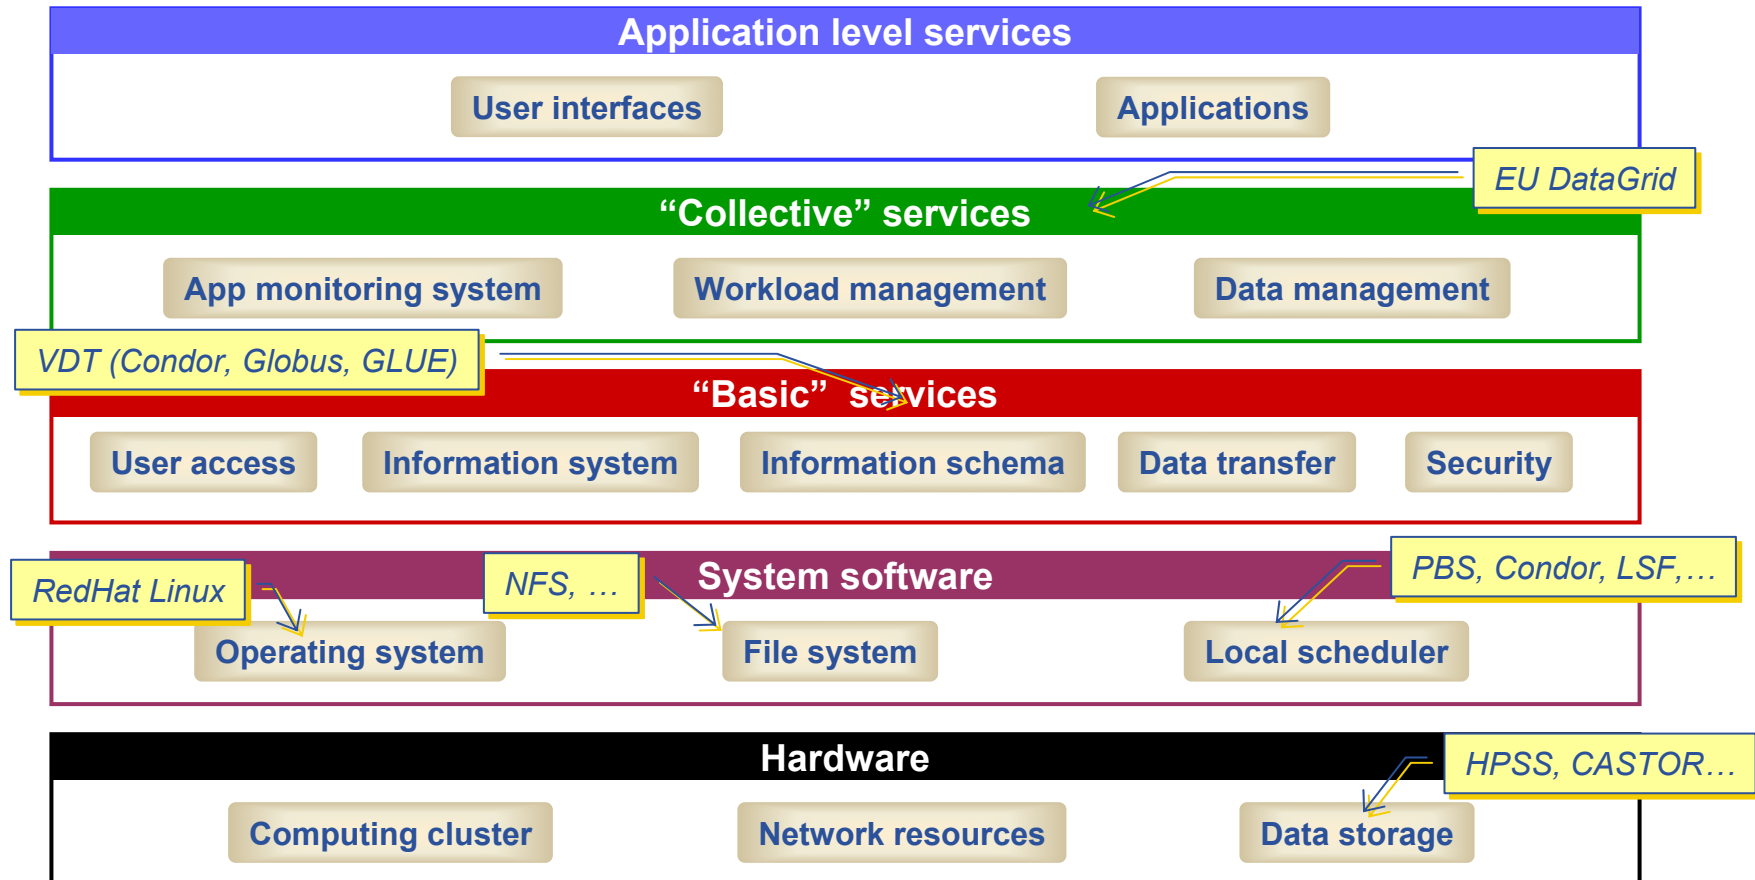 Application level services
User interfaces
Applications
EU DataGrid
“Collective” services
App monitoring system
Workload management
Data management
VDT (Condor, Globus, GLUE)
“Basic” services
User access
Information system
Information schema
Data transfer
Security
RedHat Linux
NFS, …
System software
PBS, Condor, LSF,…
Operating system
File system
Local scheduler
Hardware
HPSS, CASTOR…
Computing cluster
Network resources
Data storage